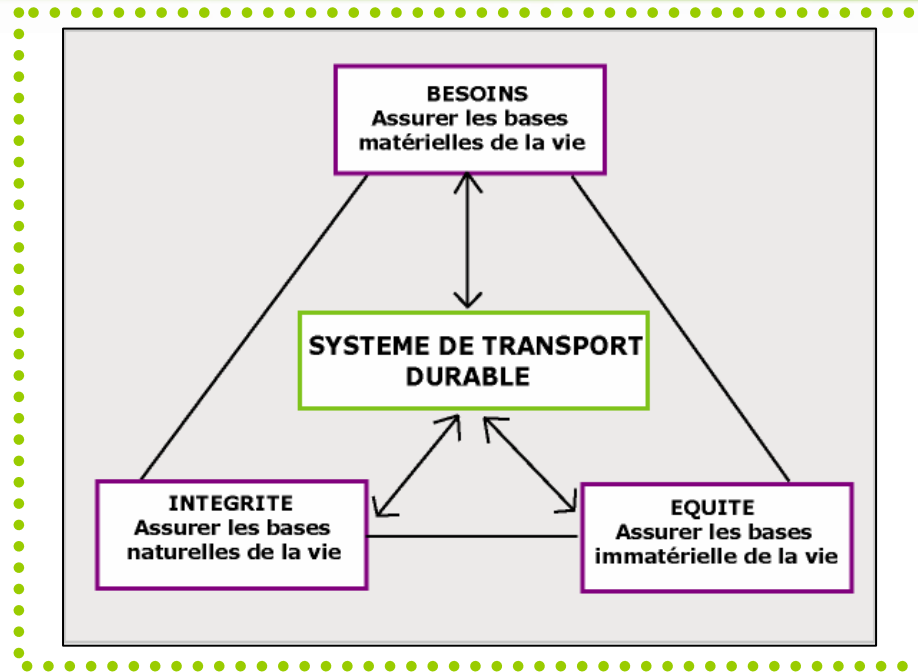 BESOINS
Assurer les bases
matérielles de la vie
SYSTEME DE TRANSPORT
DURABLE
INTEGRITE
Assurer les bases
naturelles de la vie
EQUITE
Assurer les bases
immatérielle de la vie